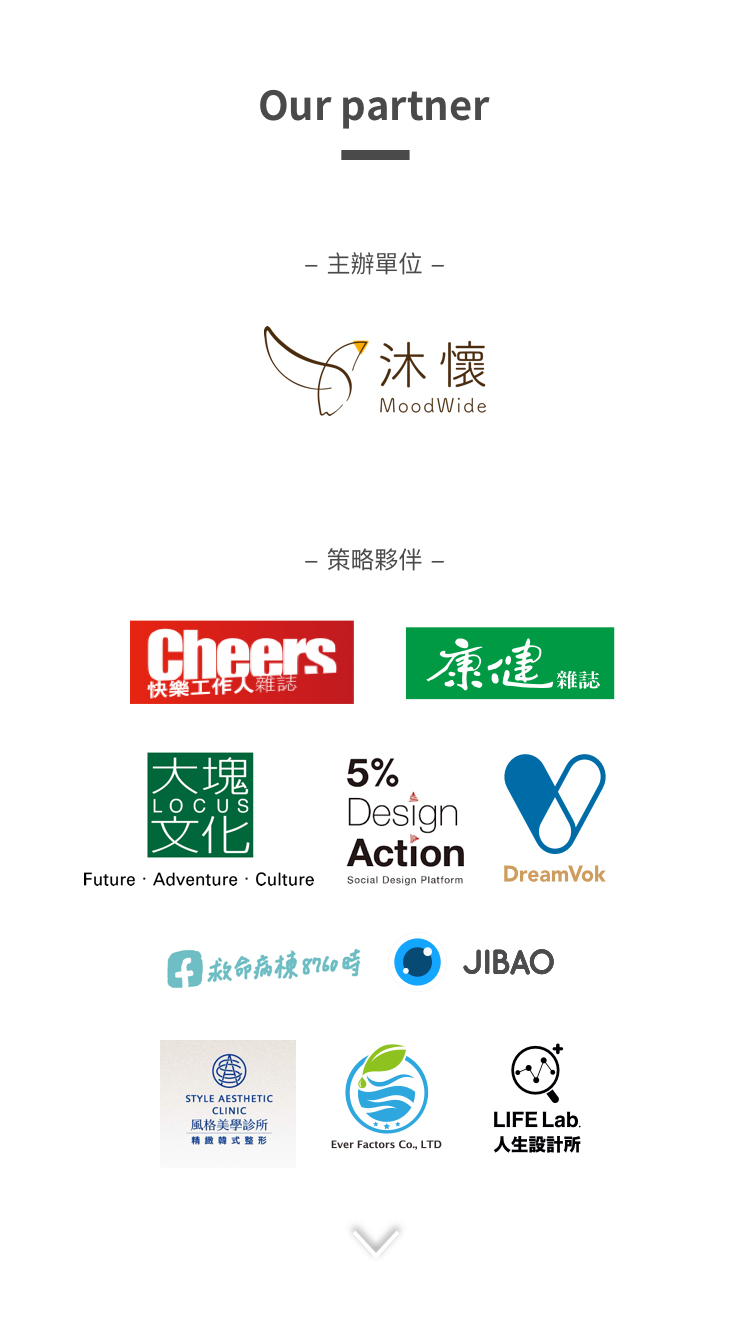 Our partner
– 主辦單位 –
沐懷
MoodWide
– 策略夥伴 –
Cheers
快樂工作人雜誌
康健雜誌
大塊
LOCUS
文化
Future · Adventure · Culture
5%
Design
Action
Social Design Platform
DreamVok
救命病棟8760時
JIBAO
STYLE AESTHETIC
CLINIC
風格美學診所
精緻韓式整形
Ever Factors Co., LTD
LIFE Lab.
人生設計所